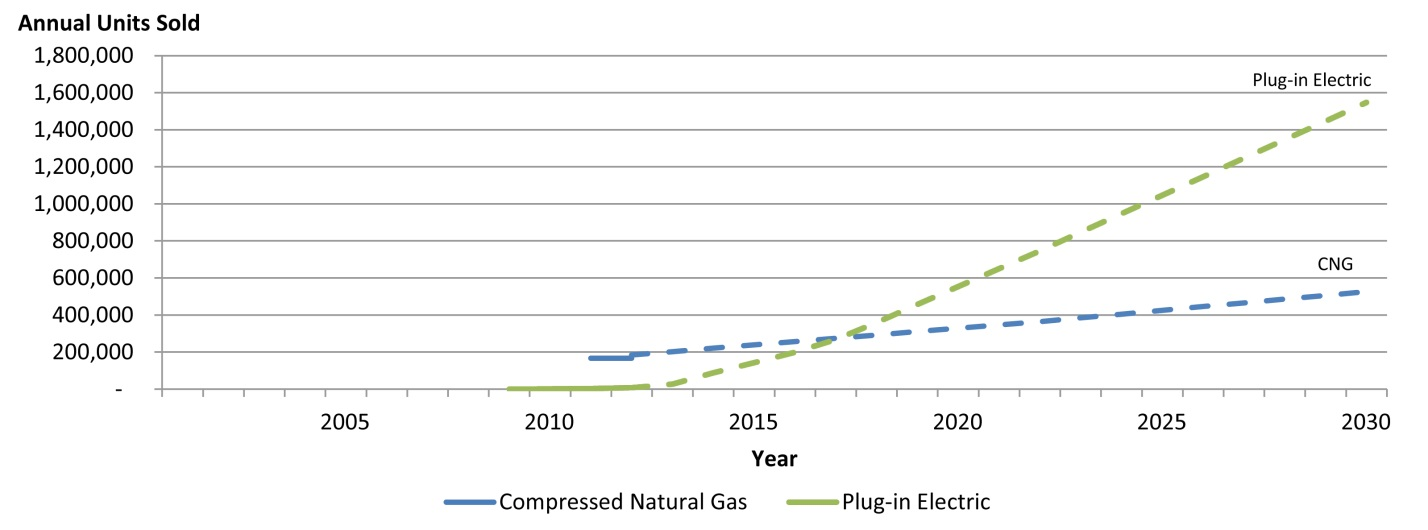 Annual Units Sold
1,800,000
1,600,000
1,400,000
1,200,000
1,000,000
800,000
600,000
400,000
200,000
-
Plug-in Electric
CNG
2005 2010 2015 2020 2025 2030
Year
Compressed Natural Gas Plug-in Electric